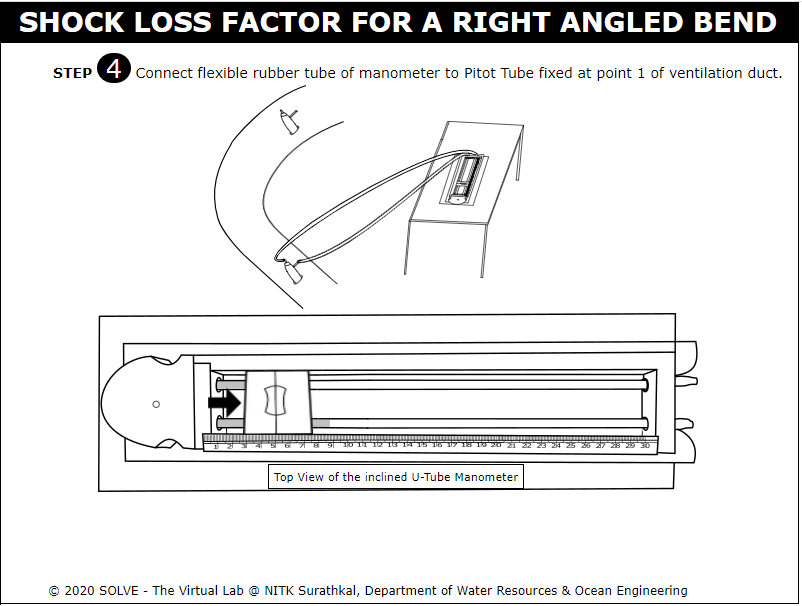 SHOCK LOSS FACTOR FOR A RIGHT ANGLED BEND
STEP 4 Connect flexible rubber tube of manometer to Pitot Tube fixed at point 1 of ventilation duct.
1 2 3 4 5 6 7 8 9 10 11 12 13 14 15 16 17 18 19 20 21 22 23 24 25 26 27 28 29 30
Top View of the inclined U-Tube Manometer
© 2020 SOLVE - The Virtual Lab @ NITK Surathkal, Department of Water Resources & Ocean Engineering